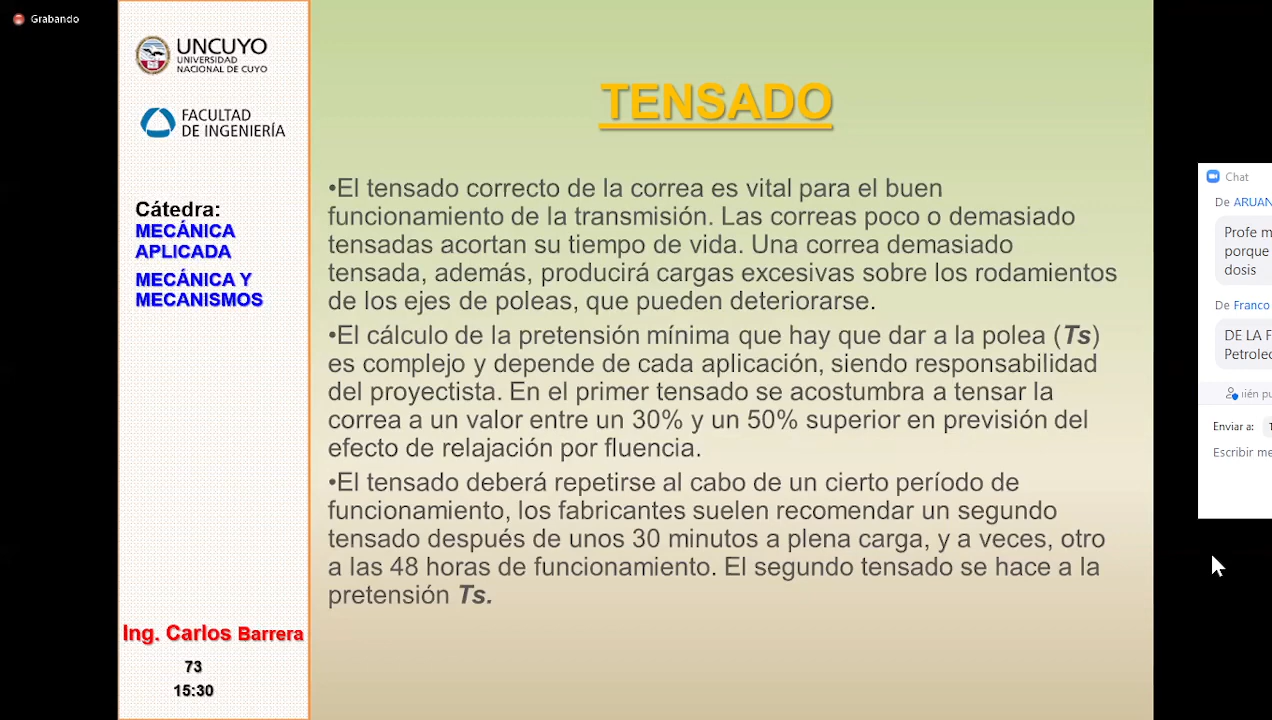 Grabando
UNCUYO
UNIVERSIDAD
NACIONAL DE CUYO
FACULTAD
DE INGENIERÍA
Cátedra:
MECÁNICA
APLICADA
MECÁNICA Y
MECANISMOS
Ing. Carlos Barrera
73
15:30
TENSADO
•El tensado correcto de la correa es vital para el buen
funcionamiento de la transmisión. Las correas poco o demasiado
tensadas acortan su tiempo de vida. Una correa demasiado
tensada, además, producirá cargas excesivas sobre los rodamientos
de los ejes de poleas, que pueden deteriorarse.
•El cálculo de la pretensión mínima que hay que dar a la polea (Ts)
es complejo y depende de cada aplicación, siendo responsabilidad
del proyectista. En el primer tensado se acostumbra a tensar la
correa a un valor entre un 30% y un 50% superior en previsión del
efecto de relajación por fluencia.
•El tensado deberá repetirse al cabo de un cierto período de
funcionamiento, los fabricantes suelen recomendar un segundo
tensado después de unos 30 minutos a plena carga, y a veces, otro
a las 48 horas de funcionamiento. El segundo tensado se hace a la
pretensión Ts.
Chat
De ARUAN
Profe m
porque
dosis
De Franco
DE LA F
Petrolec
ién pu
Enviar a:
Escribir me